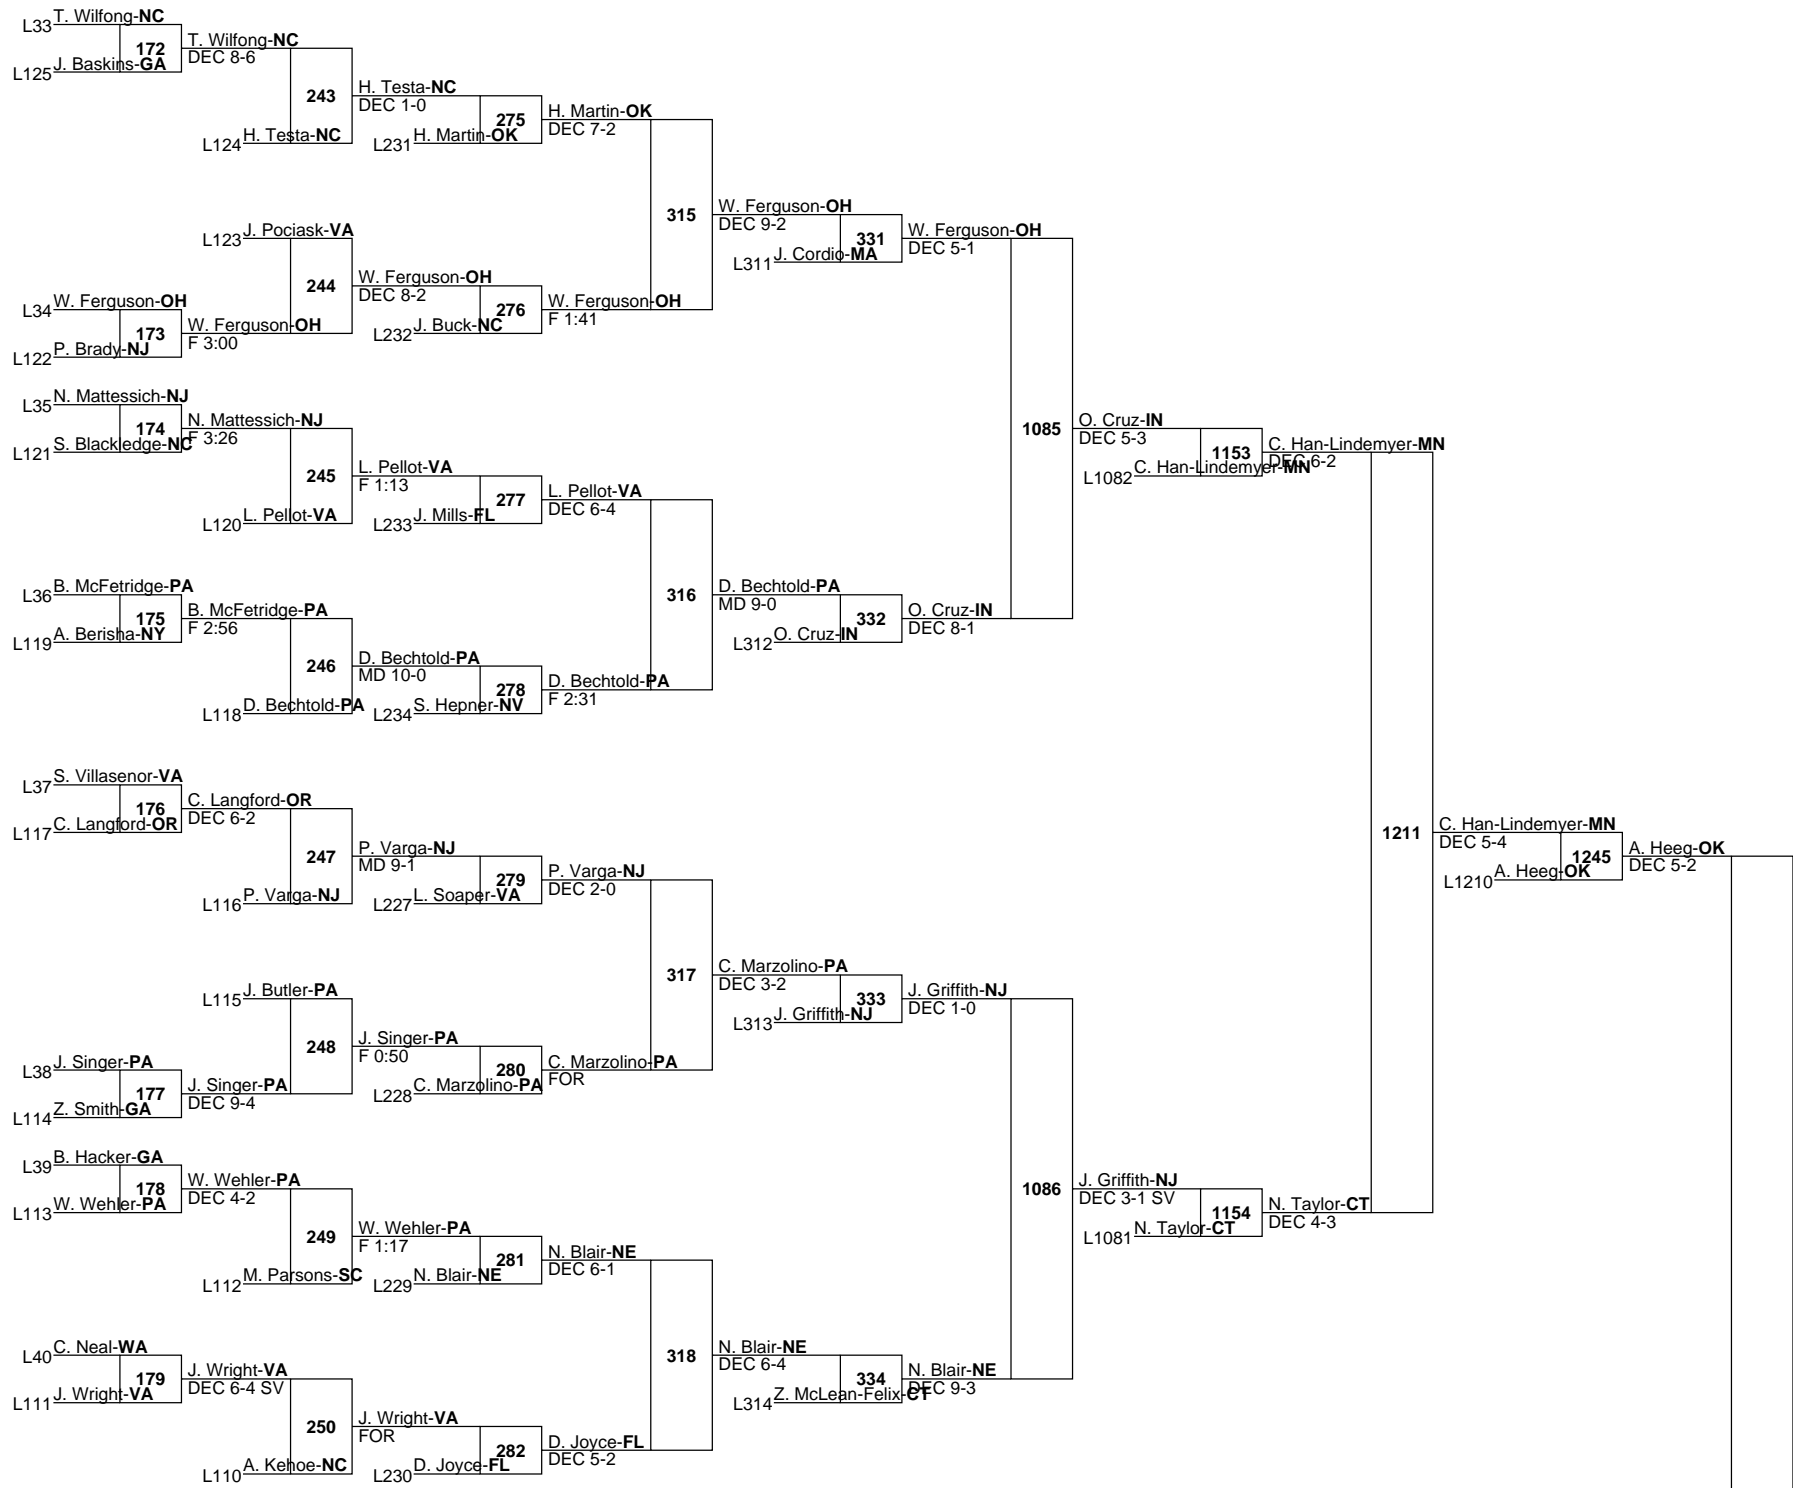 L33 T. Wilfong-NC
172
T. Wilfong-NC
DEC 8-6
L125 J. Baskins-GA
243
H. Testa-NC
DEC 1-0
L124 H. Testa-NC
275
L231 H. Martin-OK
H. Martin-OK
DEC 7-2
315
L123 J. Pociask-VA
244
W. Ferguson-OH
DEC 8-2
L34 W. Ferguson-OH
173
W. Ferguson-OH
F 3:00
L122 P. Brady-NJ
276
L232 J. Buck-NC
W. Ferguson-OH
F 1:41
W. Ferguson-OH
DEC 9-2
331
L311 J. Cordio-MA
W. Ferguson-OH
DEC 5-1
L35 N. Mattessich-NJ
174
N. Mattessich-NJ
F 3:26
L121 S. Blackledge-NC
245
L. Pellot-VA
F 1:13
L120 L. Pellot-VA
277
L233 J. Mills-FL
L. Pellot-VA
DEC 6-4
316
L36 B. McFetridge-PA
175
B. McFetridge-PA
F 2:56
L119 A. Berisha-NY
246
D. Bechtold-PA
MD 10-0
L118 D. Bechtold-PA
278
L234 S. Hepner-NV
D. Bechtold-PA
F 2:31
D. Bechtold-PA
MD 9-0
332
L312 O. Cruz-IN
O. Cruz-IN
DEC 8-1
1085
O. Cruz-IN
DEC 5-3
1153
L1082 C. Han-Lindemyer-MN
C. Han-Lindemyer-MN
DEC 6-2
L37 S. Villasenor-VA
176
C. Langford-OR
DEC 6-2
L117 C. Langford-OR
247
P. Varga-NJ
MD 9-1
L116 P. Varga-NJ
279
L227 L. Soaper-VA
P. Varga-NJ
DEC 2-0
317
L115 J. Butler-PA
248
J. Singer-PA
F 0:50
L38 J. Singer-PA
177
J. Singer-PA
DEC 9-4
L114 Z. Smith-GA
280
L228 C. Marzolino-PA
C. Marzolino-PA
FOR
C. Marzolino-PA
DEC 3-2
333
L313 J. Griffith-NJ
J. Griffith-NJ
DEC 1-0
L39 B. Hacker-GA
178
W. Wehler-PA
DEC 4-2
L113 W. Wehler-PA
249
W. Wehler-PA
F 1:17
L112 M. Parsons-SC
281
L229 N. Blair-NE
N. Blair-NE
DEC 6-1
318
L40 C. Neal-WA
179
J. Wright-VA
DEC 6-4 SV
L111 J. Wright-VA
250
J. Wright-VA
FOR
L110 A. Kehoe-NC
282
L230 D. Joyce-FL
D. Joyce-FL
DEC 5-2
N. Blair-NE
DEC 6-4
334
L314 Z. McLean-Felix-CT
N. Blair-NE
DEC 9-3
1086
J. Griffith-NJ
DEC 3-1 SV
1154
L1081 N. Taylor-CT
N. Taylor-CT
DEC 4-3
1211
C. Han-Lindemyer-MN
DEC 5-4
1245
L1210 A. Heeg-OK
A. Heeg-OK
DEC 5-2